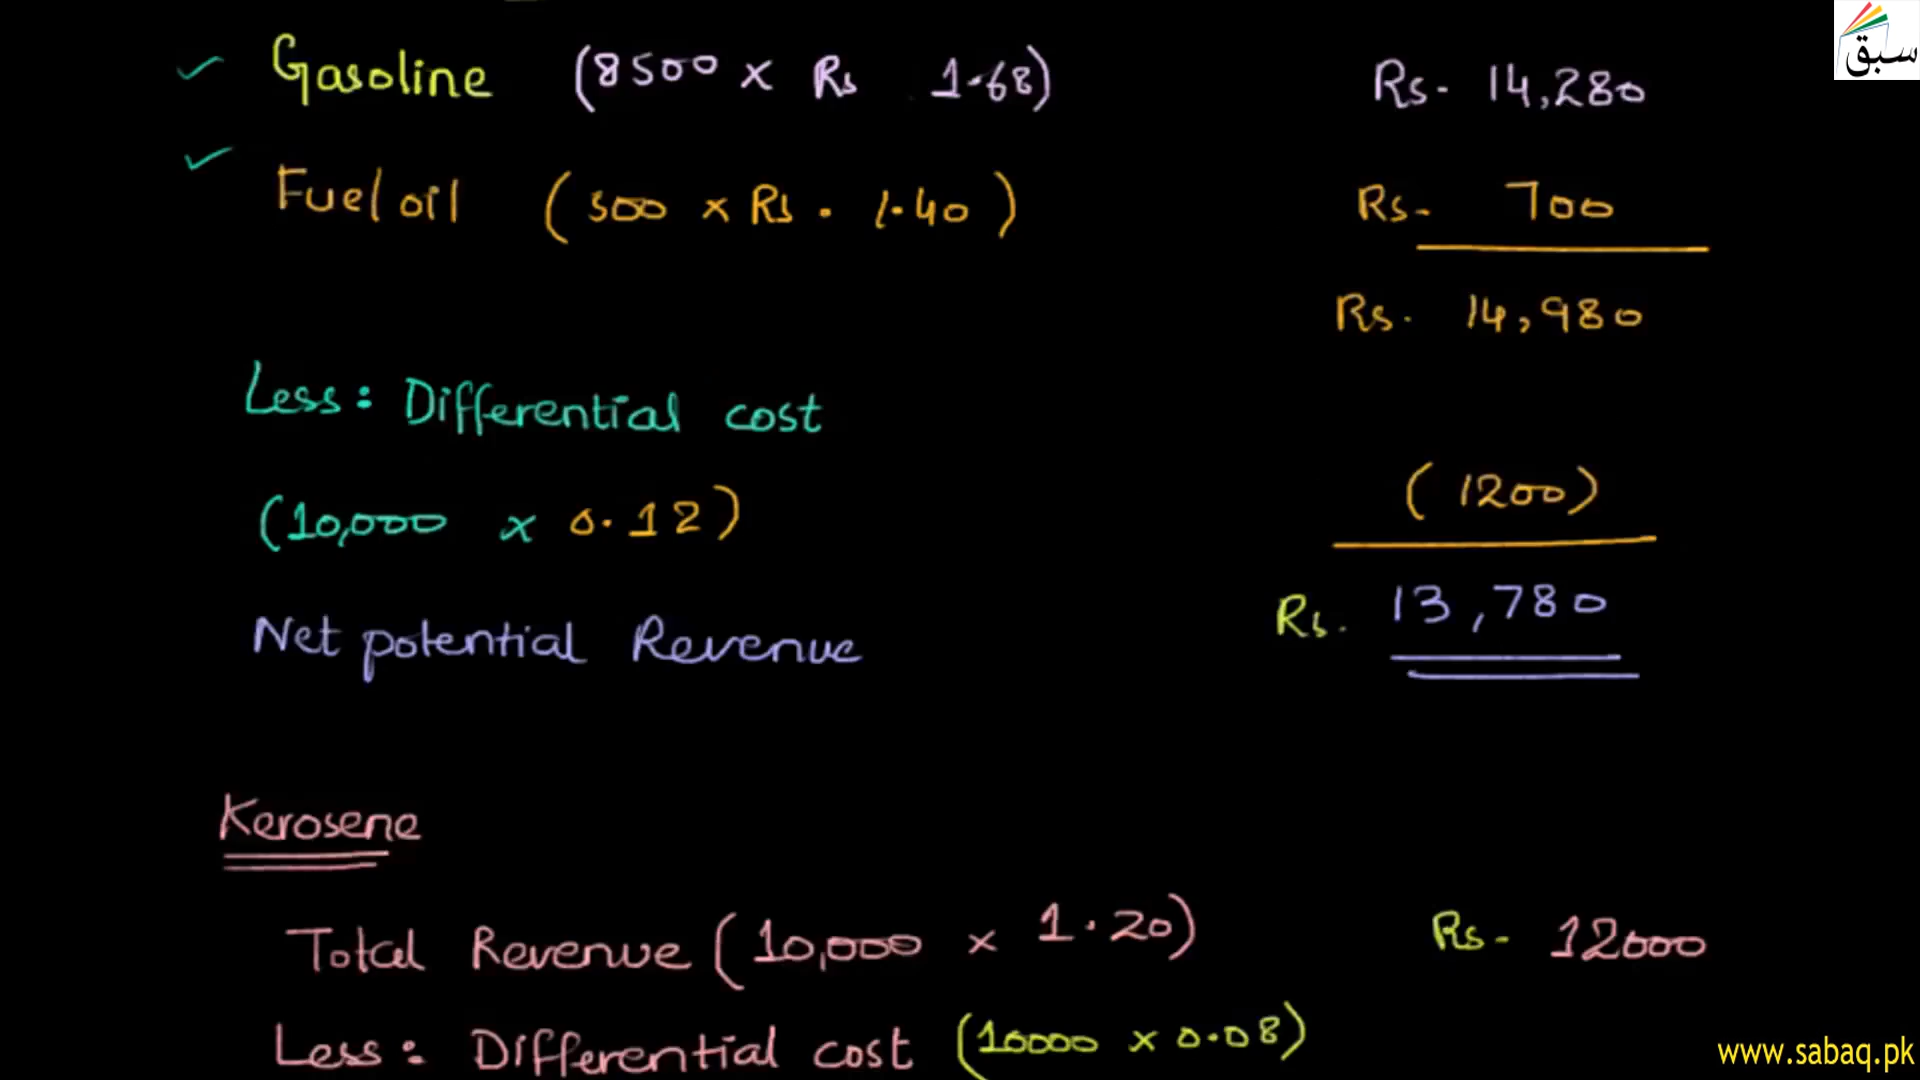 سبق
Gasoline (8500 x Rs 1.68) Rs. 14,280
Fuel oil (500 x Rs. 1.40) Rs. 700
Rs. 14,980
Less: Differential cost
(10,000 x 0.12) (1200)
Net potential Revenue Rs. 13,780
Kerosene
Total Revenue (10,000 x 1.20) Rs. 12000
Less: Differential cost (10000 x 0.08)
www.sabaq.pk